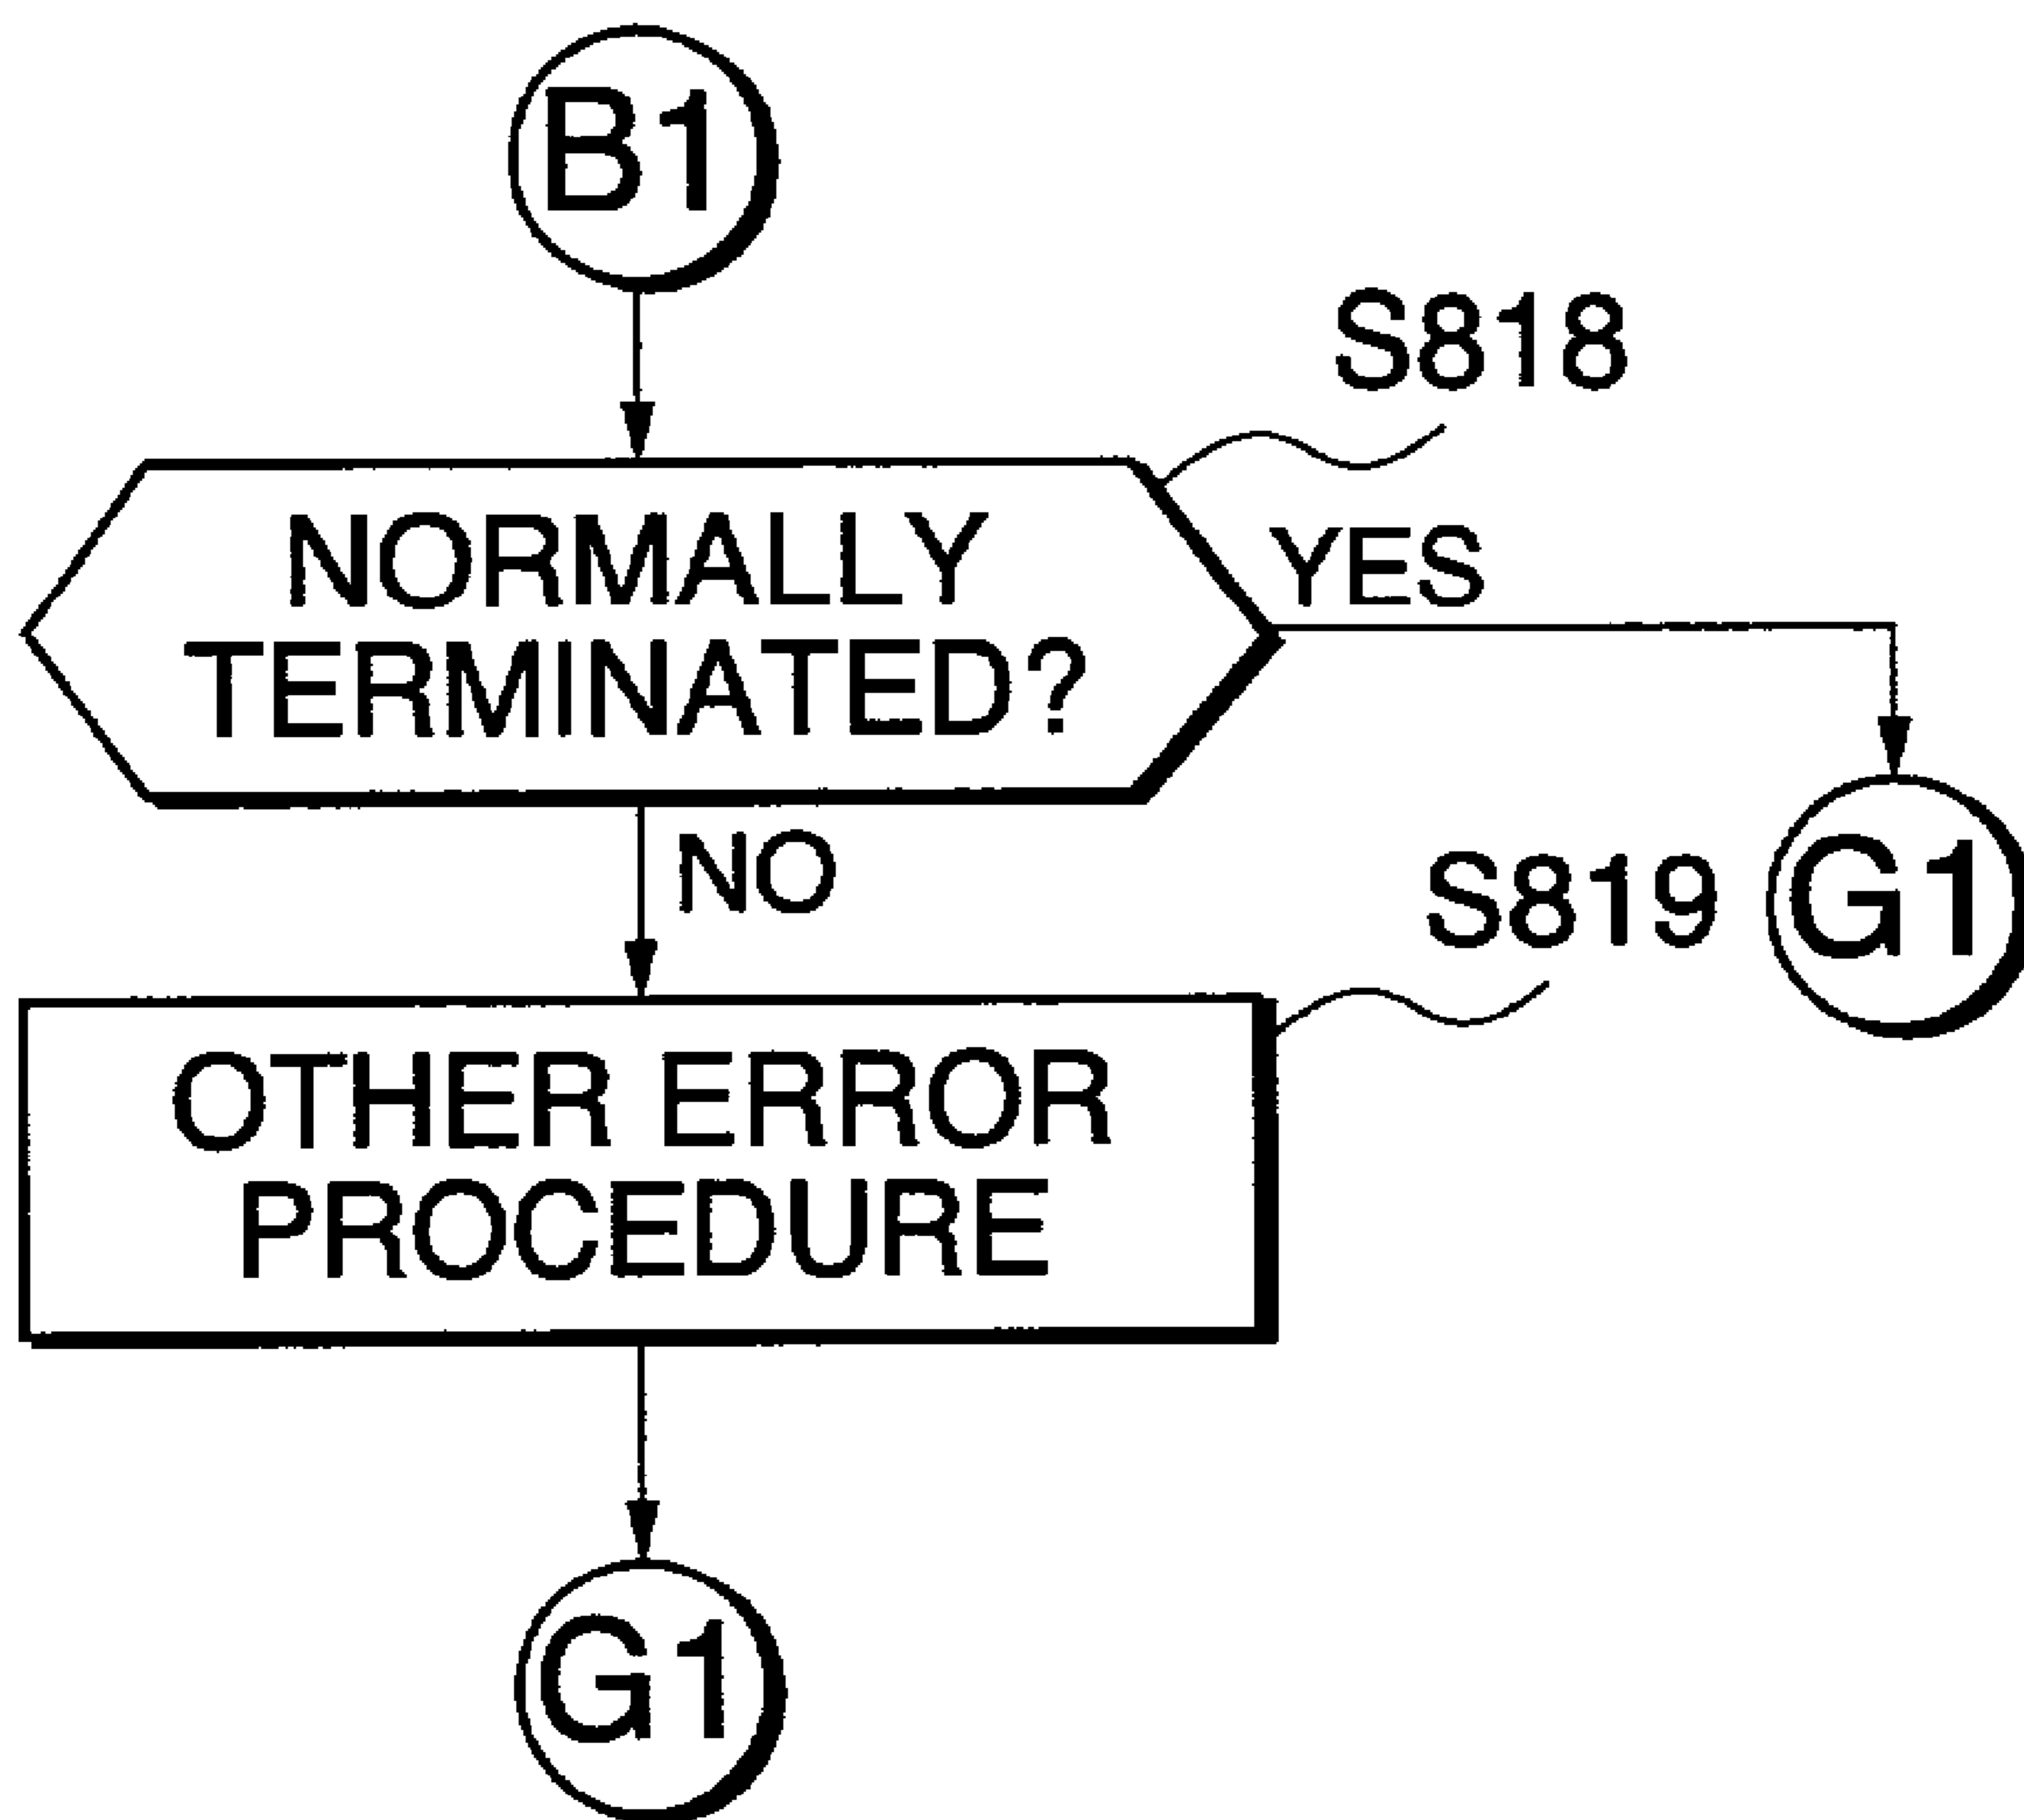 B1
S818
NORMALLY
TERMINATED?
YES
NO
S819
G1
OTHER ERROR
PROCEDURE
G1